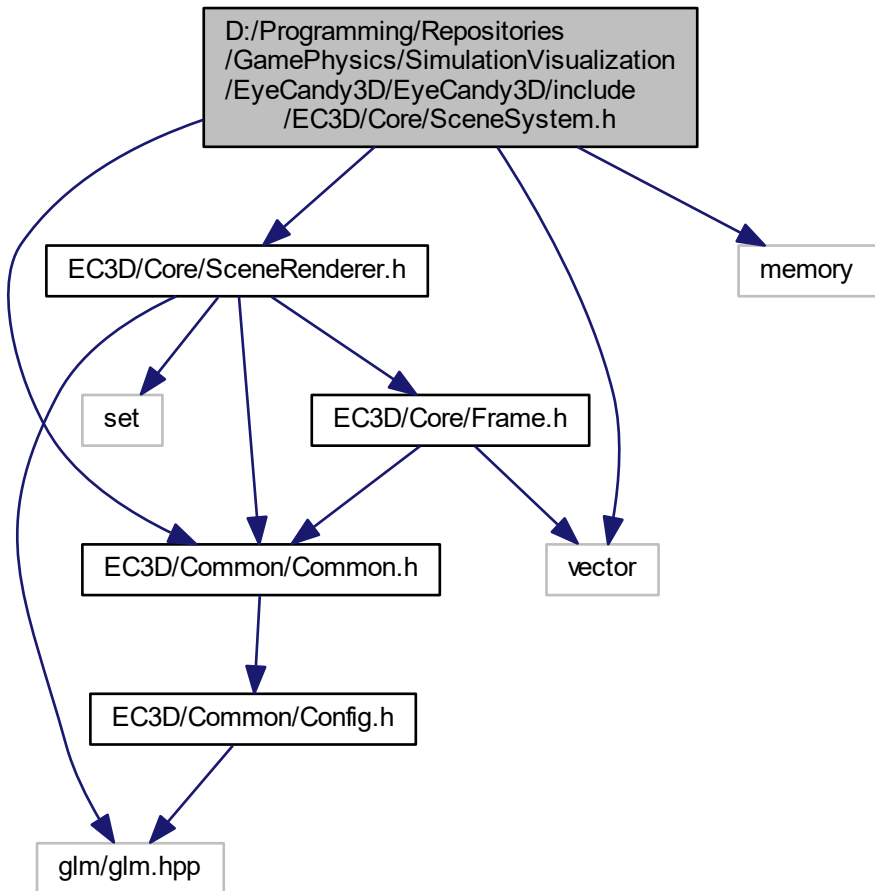 D:/Programming/Repositories
/GamePhysics/SimulationVisualization
/EyeCandy3D/EyeCandy3D/include
/EC3D/Core/SceneSystem.h
EC3D/Core/SceneRenderer.h
memory
set
EC3D/Core/Frame.h
EC3D/Common/Common.h
vector
EC3D/Common/Config.h
glm/glm.hpp